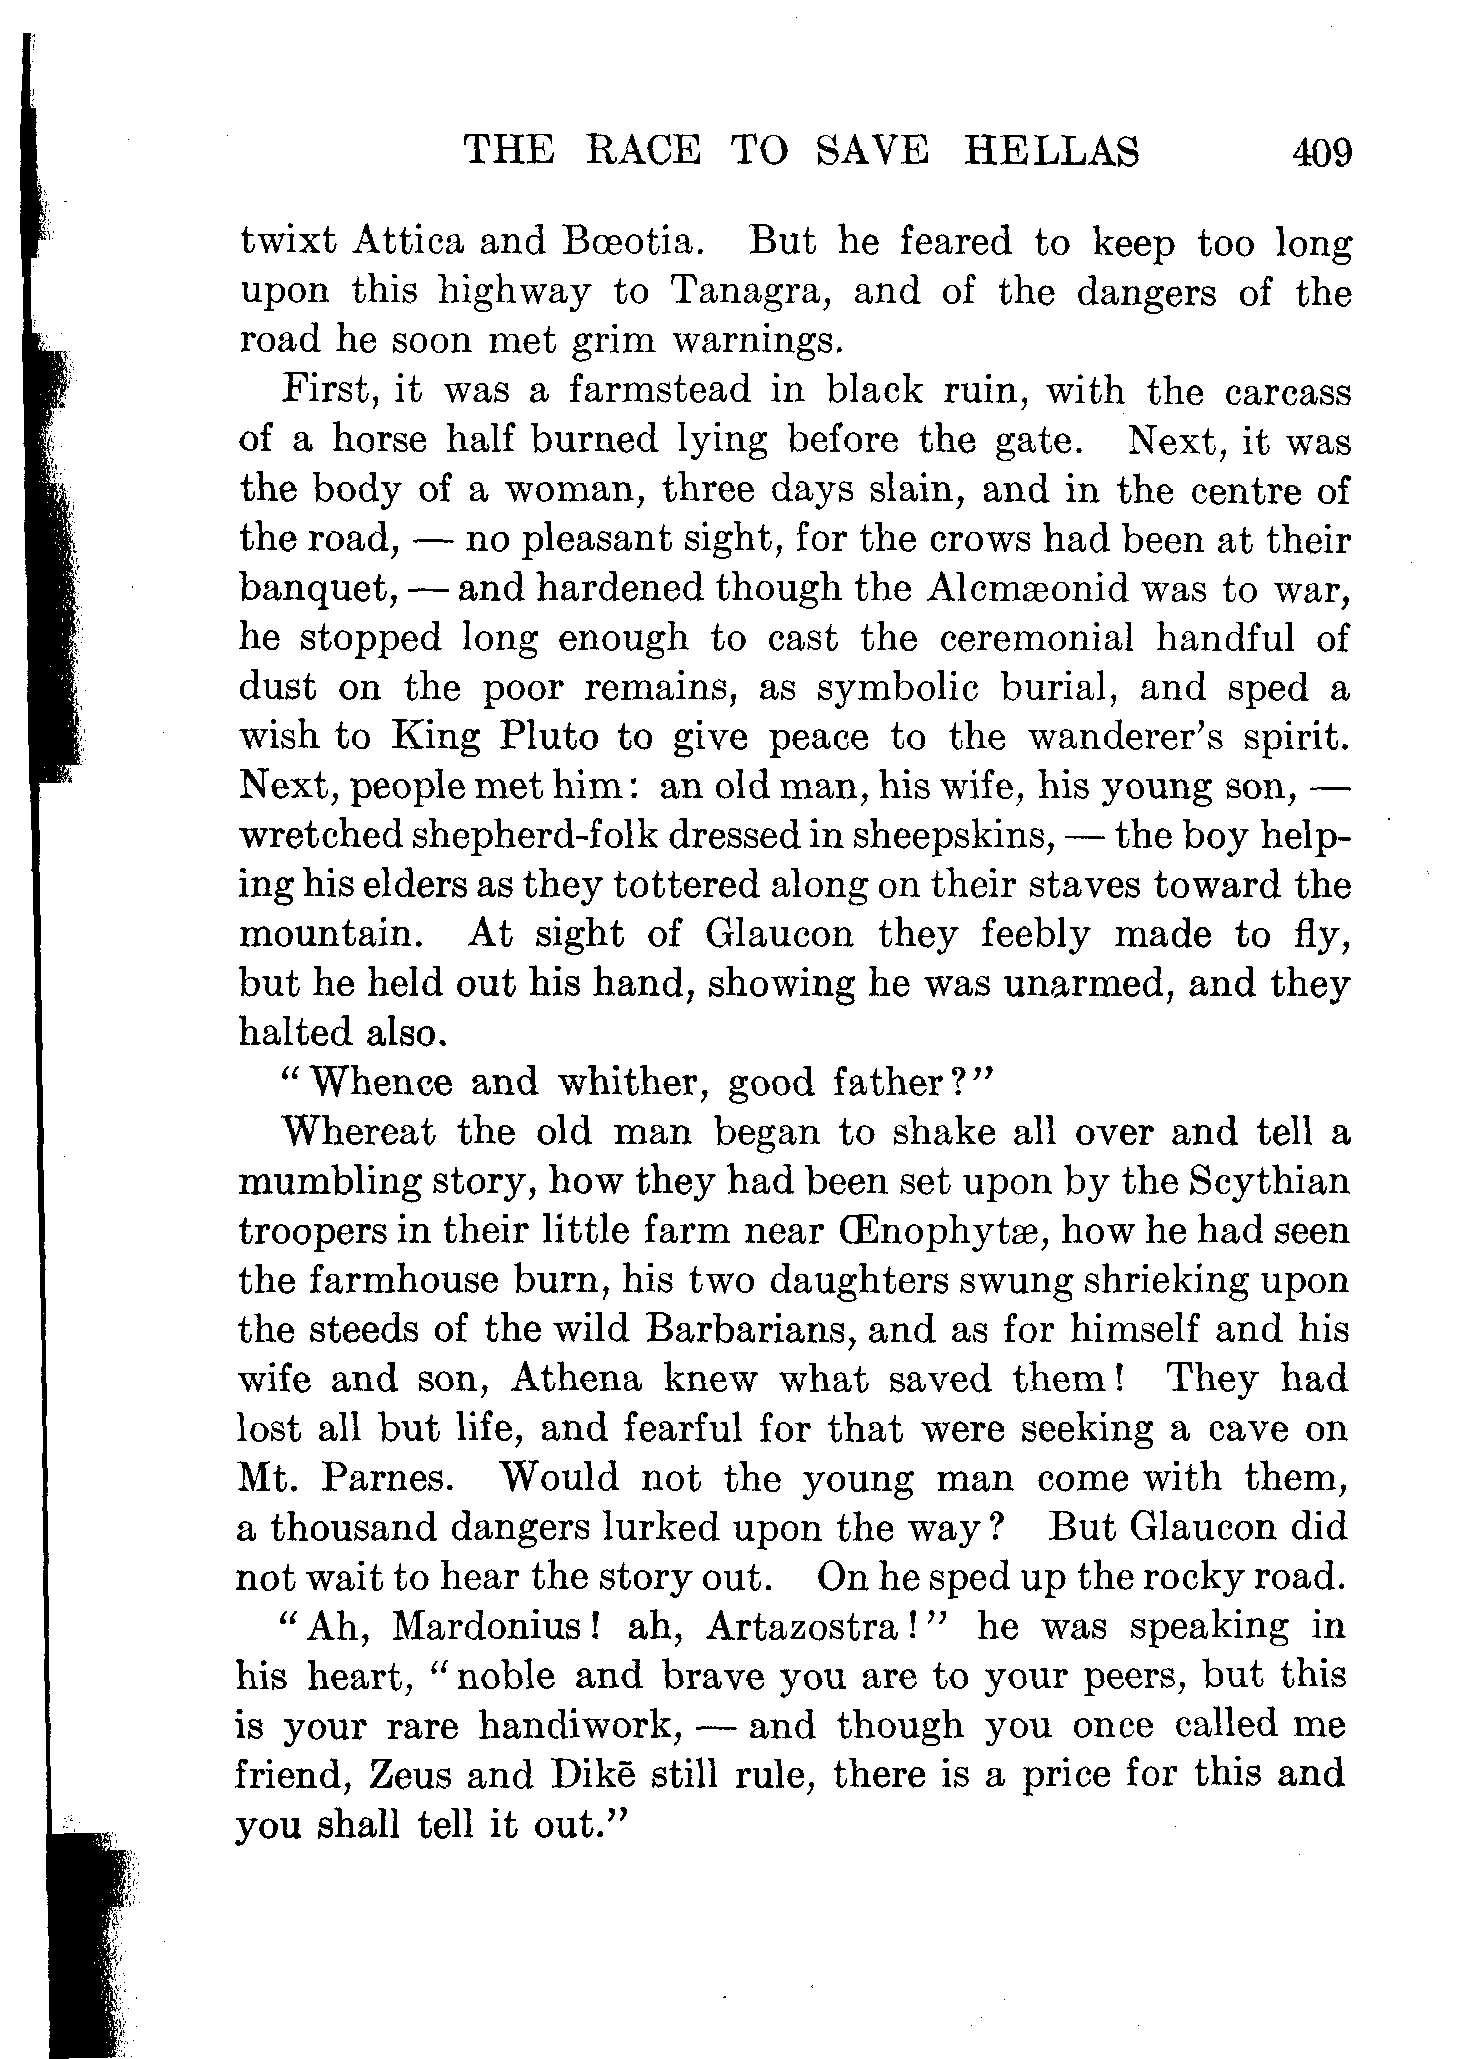 THE RACE TO SAVE HELLAS 409
twixt Attica and Bœotia. But he feared to keep too long
upon this highway to Tanagra, and of the dangers of the
road he soon met grim warnings.
First, it was a farmstead in black ruin, with the carcass
of a horse half burned lying before the gate. Next, it was
the body of a woman, three days slain, and in the centre of
the road, — no pleasant sight, for the crows had been at their
banquet, — and hardened though the Alcmæonid was to war,
he stopped long enough to cast the ceremonial handful of
dust on the poor remains, as symbolic burial, and sped a
wish to King Pluto to give peace to the wanderer's spirit.
Next, people met him: an old man, his wife, his young son, —
wretched shepherd-folk dressed in sheepskins, — the boy help-
ing his elders as they tottered along on their staves toward the
mountain. At sight of Glaucon they feebly made to fly,
but he held out his hand, showing he was unarmed, and they
halted also.
"Whence and whither, good father?"
Whereat the old man began to shake all over and tell a
mumbling story, how they had been set upon by the Scythian
troopers in their little farm near Œnophytæ, how he had seen
the farmhouse burn, his two daughters swung shrieking upon
the steeds of the wild Barbarians, and as for himself and his
wife and son, Athena knew what saved them! They had
lost all but life, and fearful for that were seeking a cave on
Mt. Parnes. Would not the young man come with them,
a thousand dangers lurked upon the way? But Glaucon did
not wait to hear the story out. On he sped up the rocky road.
"Ah, Mardonius! ah, Artazostra!" he was speaking in
his heart, "noble and brave you are to your peers, but this
is your rare handiwork, — and though you once called me
friend, Zeus and Dikē still rule, there is a price for this and
you shall tell it out."